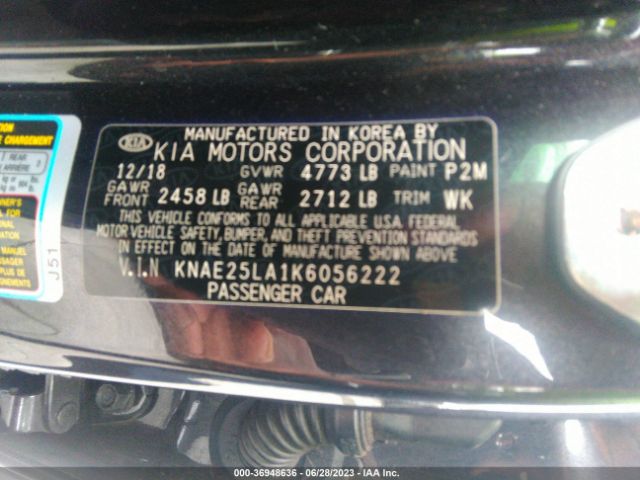 MANUFACTURED IN KOREA BY
KIA KIA MOTORS CORPORATION
12/18 GVWR 4773 LB PAINT P2M
GAWR FRONT 2458 LB GAWR REAR 2712 LB TRIM WK
THIS VEHICLE CONFORMS TO ALL APPLICABLE U.S.A. FEDERAL
MOTOR VEHICLE SAFETY, BUMPER, AND THEFT PREVENTION STANDARDS
IN EFFECT ON THE DATE OF MANUFACTURE SHOWN ABOVE
V.I.N KNAE25LA1K6056222
PASSENGER CAR
CHARGEMENT
REAR
ARRIERE
J51
000-36948636 - 06/28/2023 - IAA Inc.